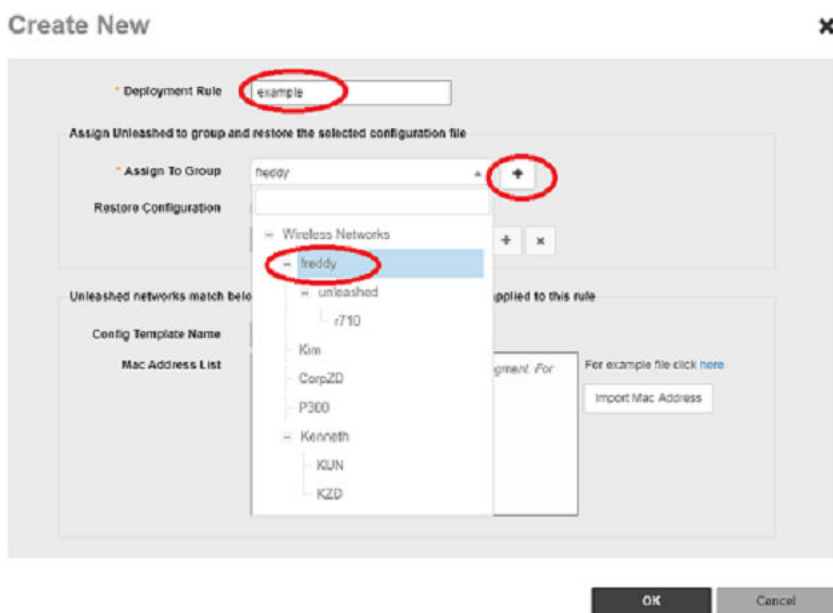 Create New
* Deployment Rule
example
Assign Unleashed to group and restore the selected configuration file
* Assign To Group
freddy
Restore Configuration
Wireless Networks
freddy
unleashed
r710
Kim
CorpZD
P300
Kenneth
KUN
KZD
Unleashed networks match belo
pplied to this rule
Config Template Name
Mac Address List
gment. For
For example file click here
Import Mac Address
OK
Cancel